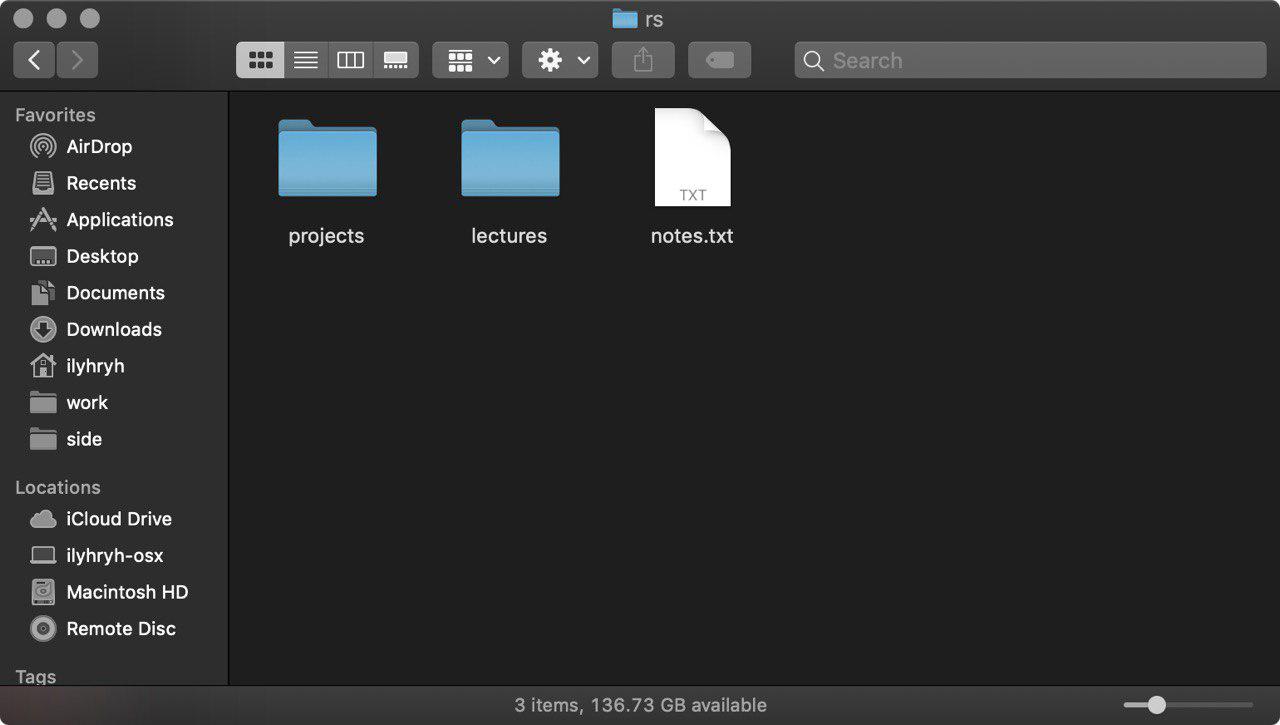 rs
Search
Favorites
AirDrop
Recents
Applications
Desktop
Documents
Downloads
ilyhryh
work
side
Locations
iCloud Drive
ilyhryh-osx
Macintosh HD
Remote Disc
Tags
projects
lectures
TXT
notes.txt
3 items, 136.73 GB available